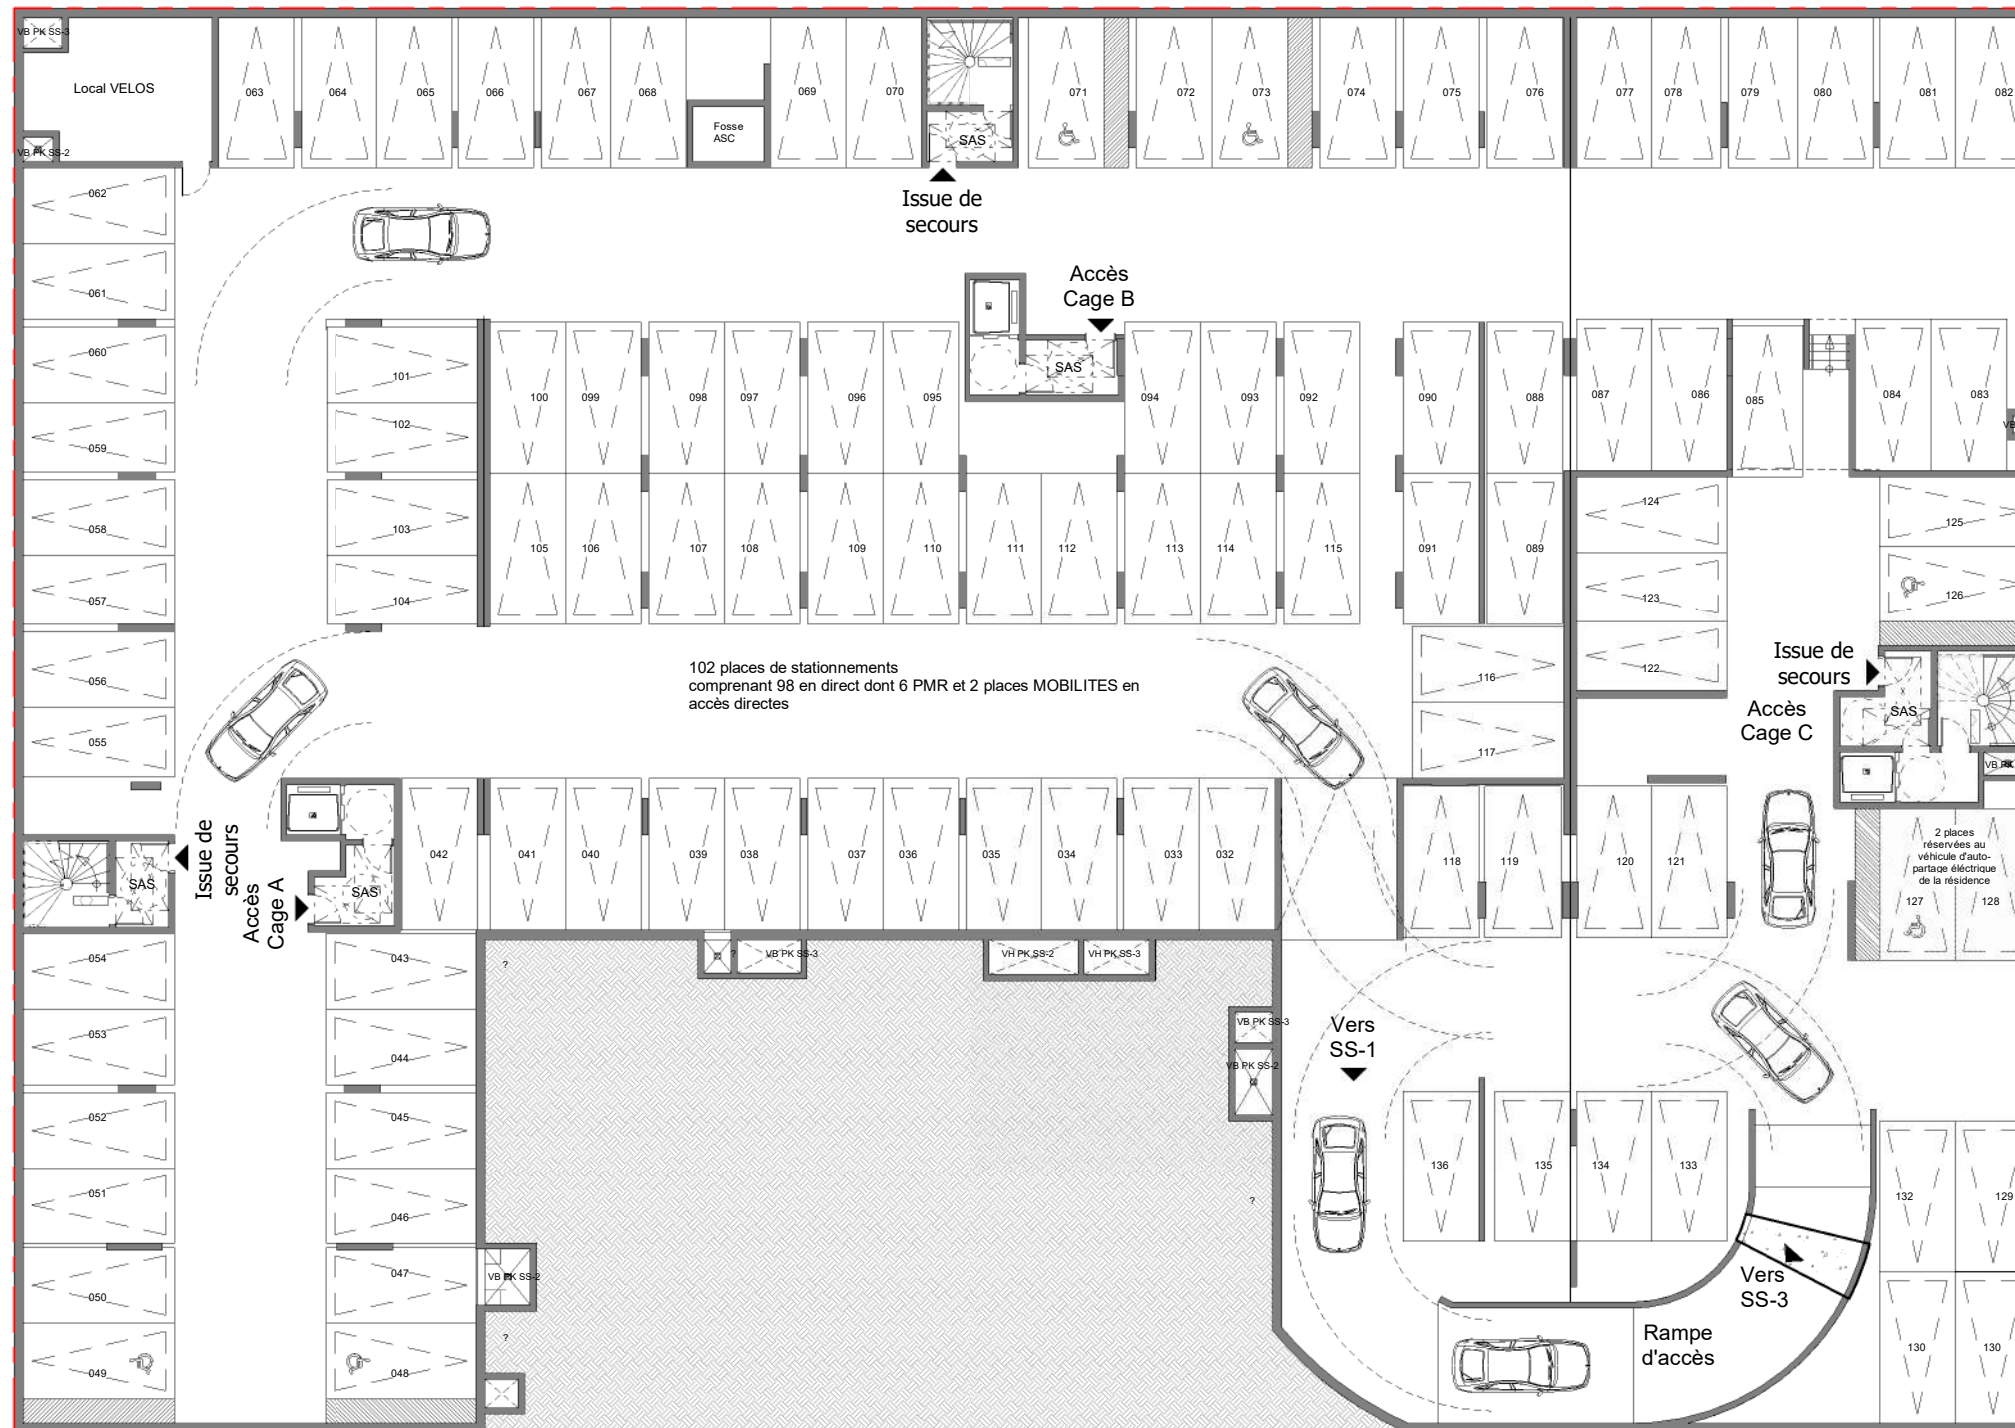 VB PK SS-3
Local VELOS
VB PK SS-2
063
064
065
066
067
068
Fosse
ASC
069
070
SAS
071
072
073
074
075
076
077
078
079
080
081
082
Issue de
secours
062
061
060
059
058
057
056
055
101
102
103
104
Accès
Cage B
SAS
100
099
098
097
096
095
094
093
092
090
088
087
086
085
084
083
105
106
107
108
109
110
111
112
113
114
115
091
089
124
123
122
125
126
116
117
102 places de stationnements
comprenant 98 en direct dont 6 PMR et 2 places MOBILITES en
accès directes
Issue de
secours
Accès
Cage C
SAS
VB PK
SAS
Issue de
secours
Accès
Cage A
SAS
042
041
040
039
038
037
036
035
034
033
032
118
119
120
121
2 places
réservées au
véhicule d'auto-
partage éléctrique
de la résidence
127
128
054
053
052
051
050
049
043
044
045
046
047
048
?
?
VB PK SS-3
VH PK SS-2
VH PK SS-3
VB PK SS-3
VB PK SS-2
?
VB PK SS-2
?
Vers
SS-1
136
135
134
133
132
129
130
130
Vers
SS-3
Rampe
d'accès